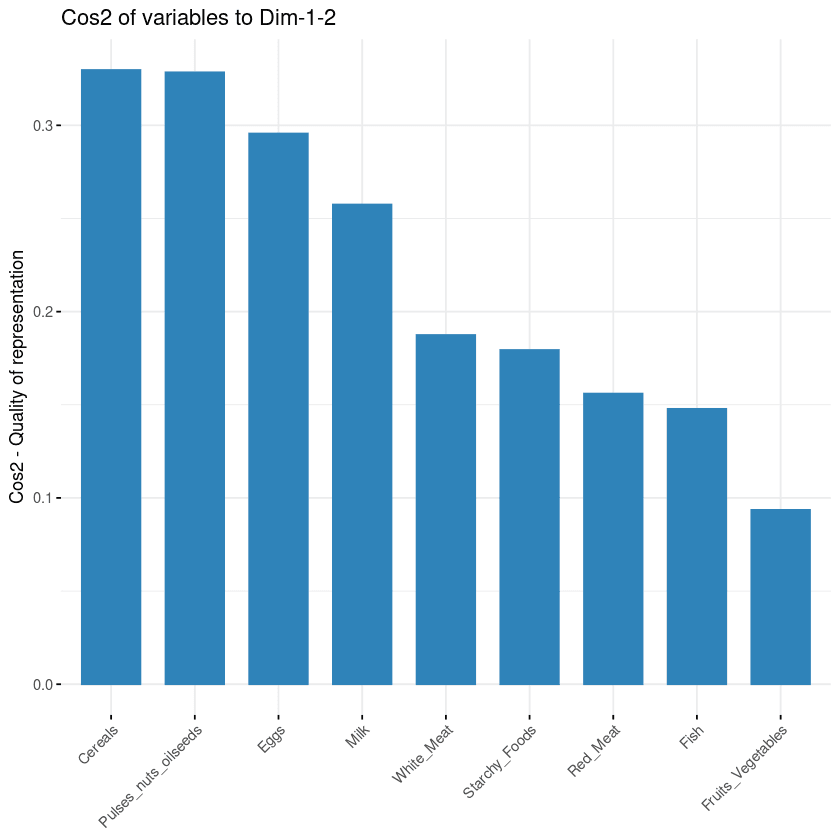 Cos2 of variables to Dim-1-2
Cos2 - Quality of representation
0.3
0.2
0.1
0.0
Cereals
Pulses_nuts_oilseeds
Eggs
Milk
White_Meat
Starchy_Foods
Red_Meat
Fish
Fruits_Vegetables